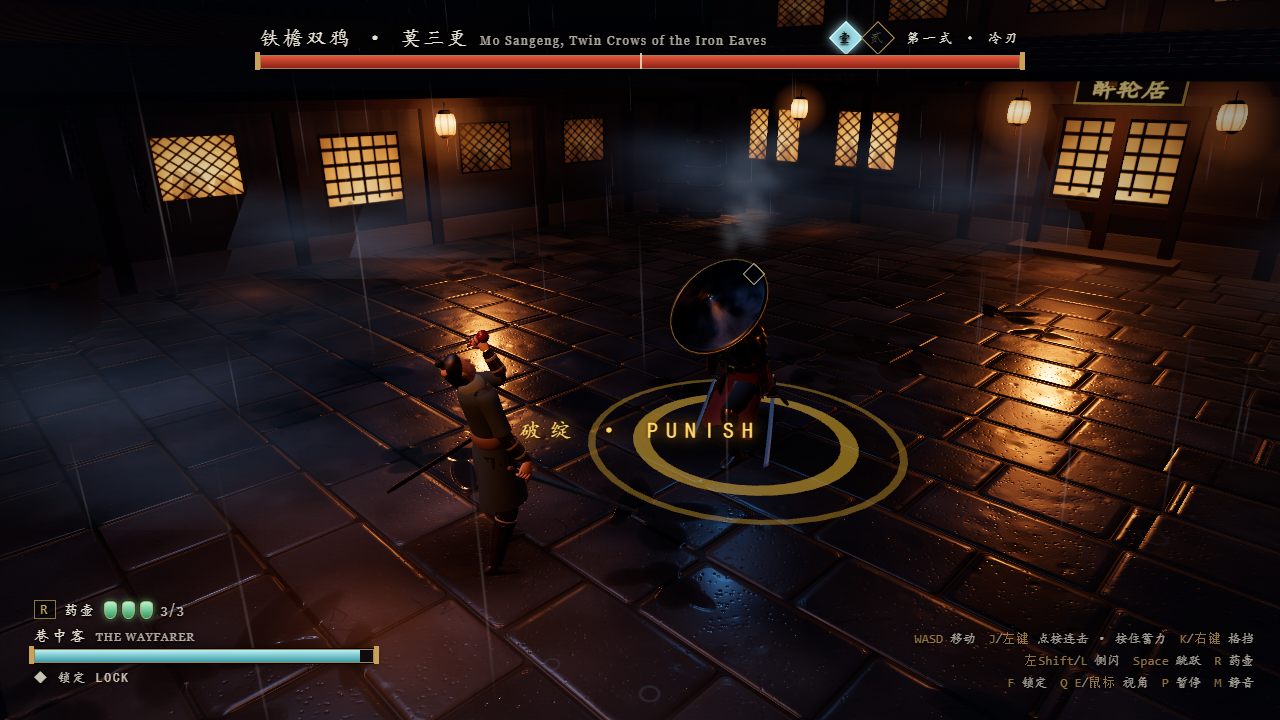 铁檐双鸦 • 莫三更 Mo Sangeng, Twin Crows of the Iron Eaves 壹 贰 第一式 • 冷刃
醉轮居
破绽 • PUNISH
R 药壶 3/3
巷中客 THE WAYFARER
◆ 锁定 LOCK
WASD 移动 J/左键 点按连击 • 按住蓄力 K/右键 格挡
左Shift/L 侧闪 Space 跳跃 R 药壶
F 锁定 Q E/鼠标 视角 P 暂停 M 静音